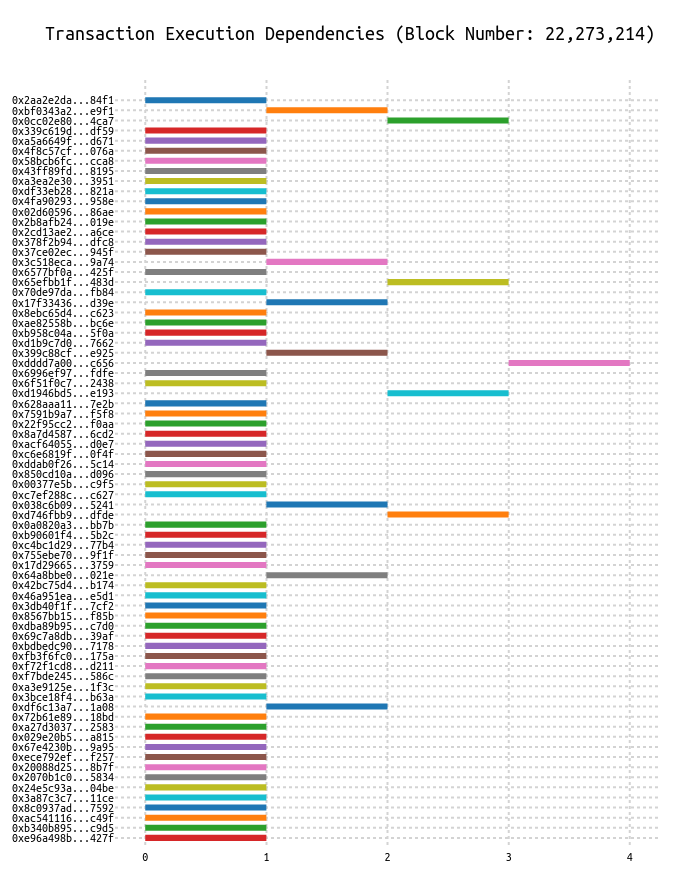 Transaction Execution Dependencies (Block Number: 22,273,214)
0x2aa2e2da...84f1
0xbf0343a2...e9f1
0x0cc02e80...4ca7
0x339c619d...df59
0xa5a6649f...d671
0x4f8c57cf...076a
0x58bcb6fc...cca8
0x43ff89fd...8195
0xa3ea2e30...3951
0xdf33eb28...821a
0x4fa90293...958e
0x02d60596...86ae
0x2b8afb24...019e
0x2cd13ae2...a6ce
0x378f2b94...dfc8
0x37ce02ec...945f
0x3c518eca...9a74
0x6577bf0a...425f
0x65efbb1f...483d
0x70de97da...fb84
0x17f33436...d39e
0x8ebc65d4...c623
0xae82558b...bc6e
0xb958c04a...5f0a
0xd1b9c7d0...7662
0x399c88cf...e925
0xdddd7a00...c656
0x6996ef97...fdfe
0x6f51f0c7...2438
0xd1946bd5...e193
0x628aaa11...7e2b
0x7591b9a7...f5f8
0x22f95cc2...f0aa
0x8a7d4587...6cd2
0xacf64055...d0e7
0xc6e6819f...0f4f
0xddab0f26...5c14
0x850cd10a...d096
0x00377e5b...c9f5
0xc7ef288c...c627
0x038c6b09...5241
0xd746fbb9...dfde
0x0a0820a3...bb7b
0xb90601f4...5b2c
0xc4bc1d29...77b4
0x755ebe70...9f1f
0x17d29665...3759
0x64a8bbe0...021e
0x42bc75d4...b174
0x46a951ea...e5d1
0x3db40f1f...7cf2
0x8567bb15...f85b
0xdba89b95...c7d0
0x69c7a8db...39af
0xbdbedc90...7178
0xfb3f6fc0...175a
0xf72f1cd8...d211
0xf7bde245...586c
0xa3e9125e...1f3c
0x3bce18f4...b63a
0xdf6c13a7...1a08
0x72b61e89...18bd
0xa27d3037...2583
0x029e20b5...a815
0x67e4230b...9a95
0xece792ef...f257
0x20088d25...8b7f
0x2070b1c0...5834
0x24e5c93a...04be
0x3a87c3c7...11ce
0x8c0937ad...7592
0xac541116...c49f
0xb340b895...c9d5
0xe96a498b...427f
0 1 2 3 4